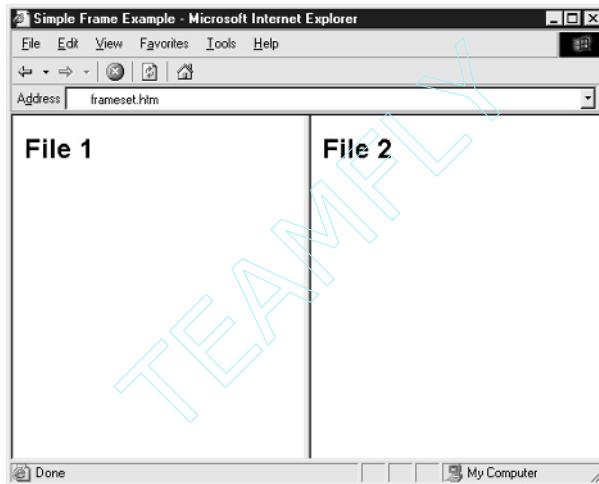 Simple Frame Example - Microsoft Internet Explorer
File Edit View Favorites Tools Help
Address frameset.htm
File 1 File 2
TEAMFLY
Done My Computer